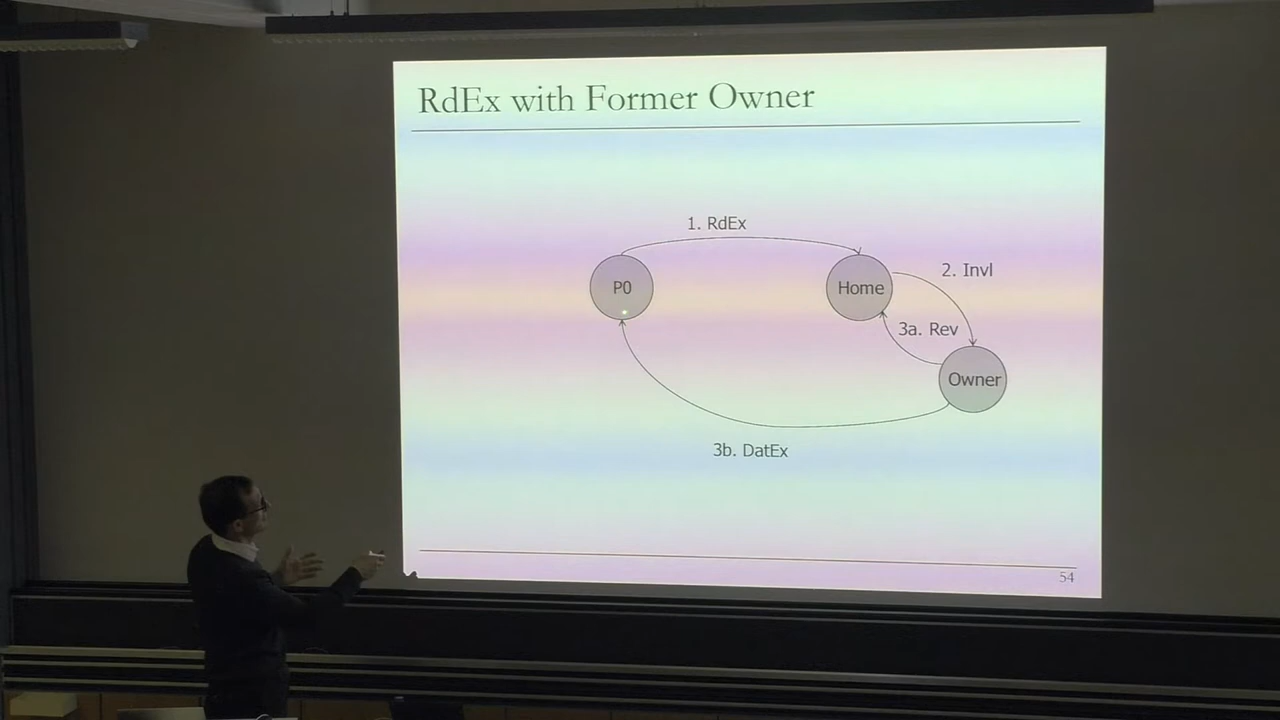 RdEx with Former Owner
1. RdEx
P0
Home
2. Invl
3a. Rev
Owner
3b. DatEx
54